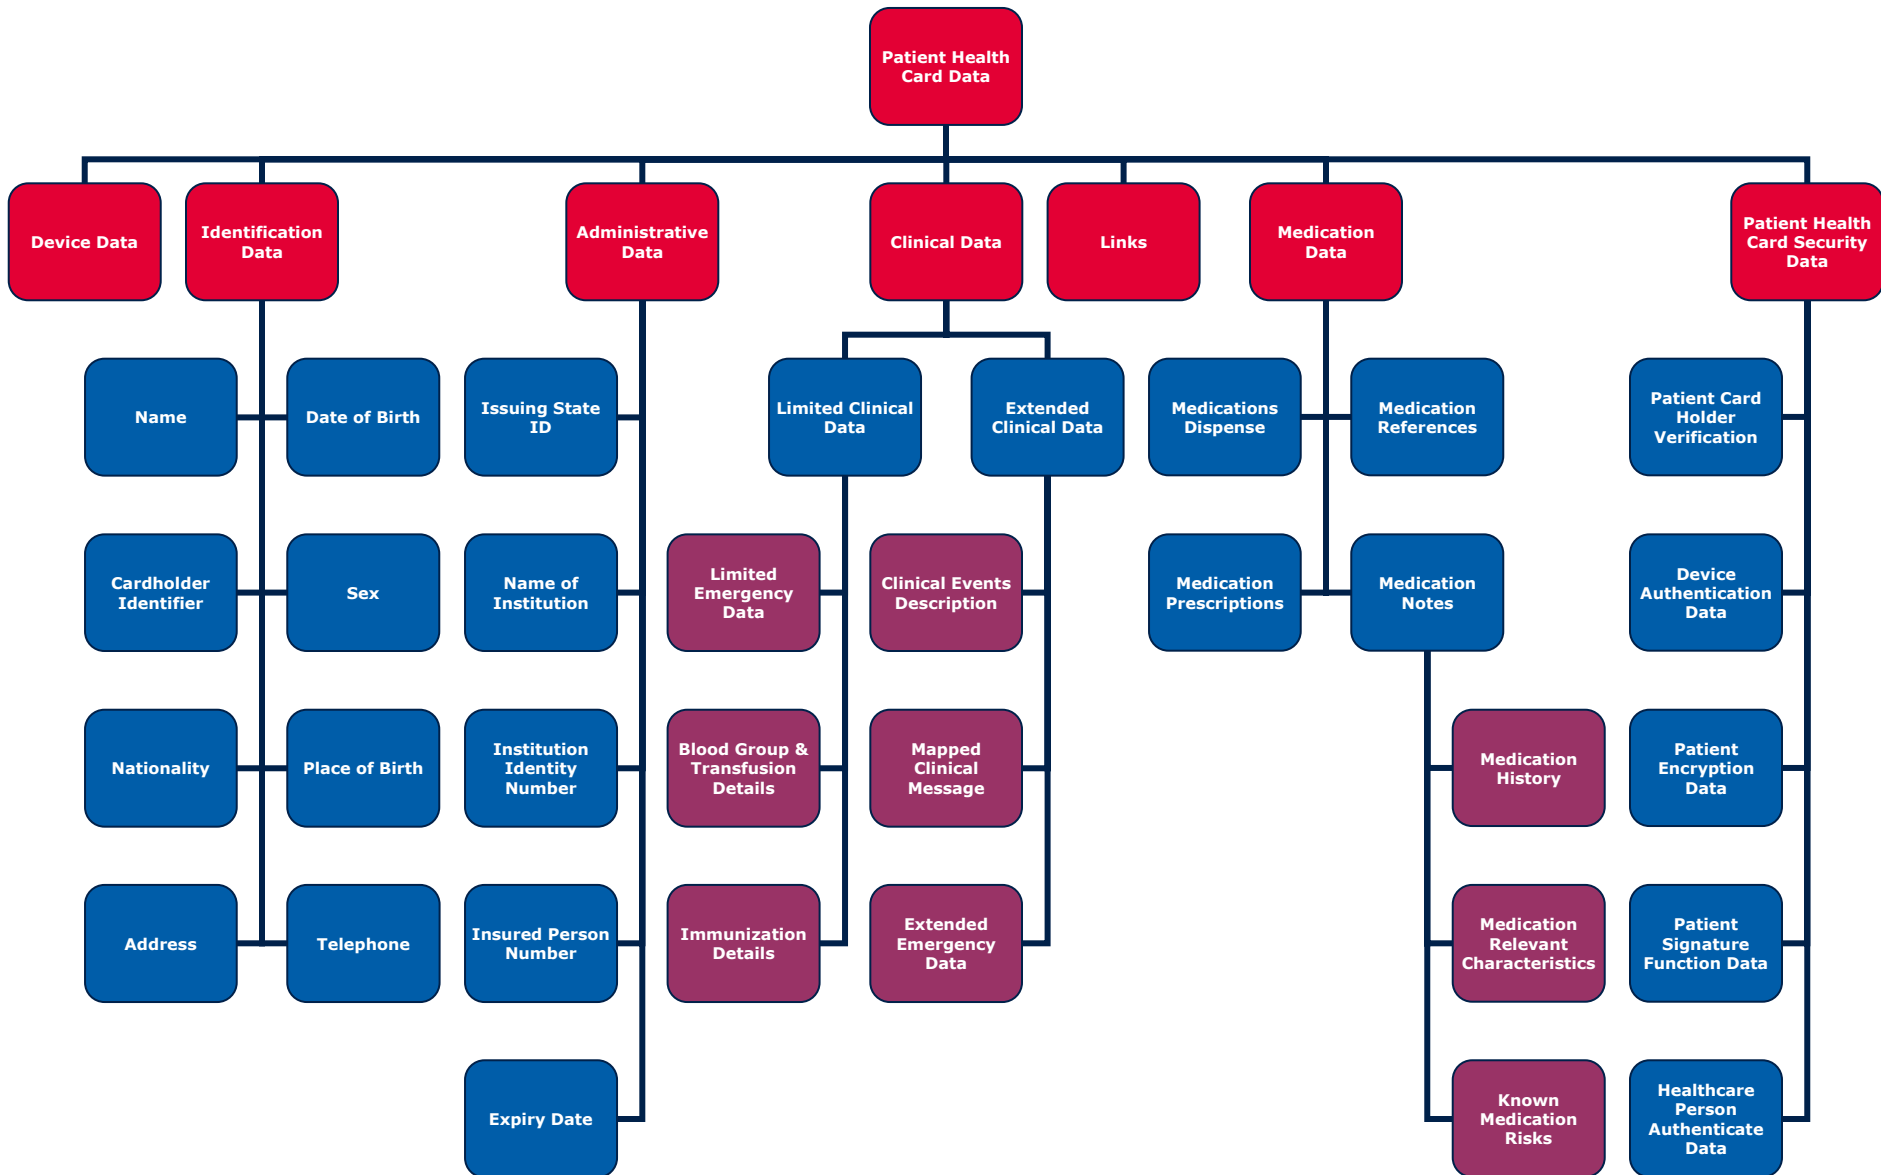 Patient Health
Card Data
Device Data
Identification
Data
Administrative
Data
Clinical Data
Links
Medication
Data
Patient Health
Card Security
Data
Name
Date of Birth
Issuing State
ID
Limited Clinical
Data
Extended
Clinical Data
Medications
Dispense
Medication
References
Patient Card
Holder
Verification
Cardholder
Identifier
Sex
Name of
Institution
Limited
Emergency
Data
Clinical Events
Description
Medication
Prescriptions
Medication
Notes
Device
Authentication
Data
Nationality
Place of Birth
Institution
Identity
Number
Blood Group &
Transfusion
Details
Mapped
Clinical
Message
Medication
History
Patient
Encryption
Data
Address
Telephone
Insured Person
Number
Immunization
Details
Extended
Emergency
Data
Medication
Relevant
Characteristics
Patient
Signature
Function Data
Expiry Date
Known
Medication
Risks
Healthcare
Person
Authenticate
Data